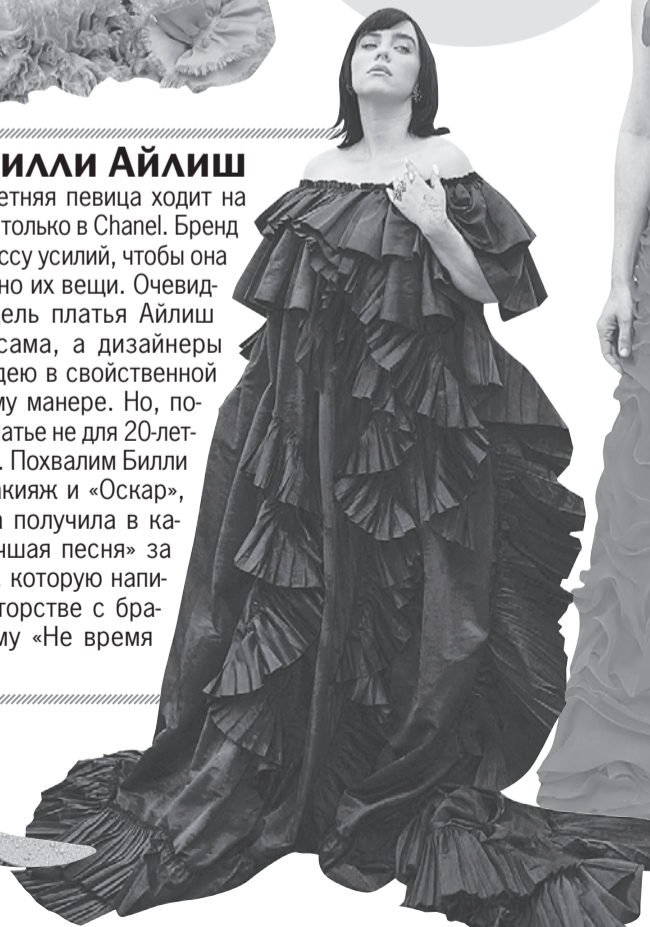 илли Айлиш
етняя певица ходит на
только в Chanel. Бренд
ссу усилий, чтобы она
но их вещи. Очевид-
ель платья Айлиш
сама, а дизайнеры
дею в свойственной
му манере. Но, по-
атье не для 20-лет-
. Похвалим Билли
акияж и «Оскар»,
а получила в ка-
чшая песня» за
, которую напи-
торстве с бра-
му «Не время